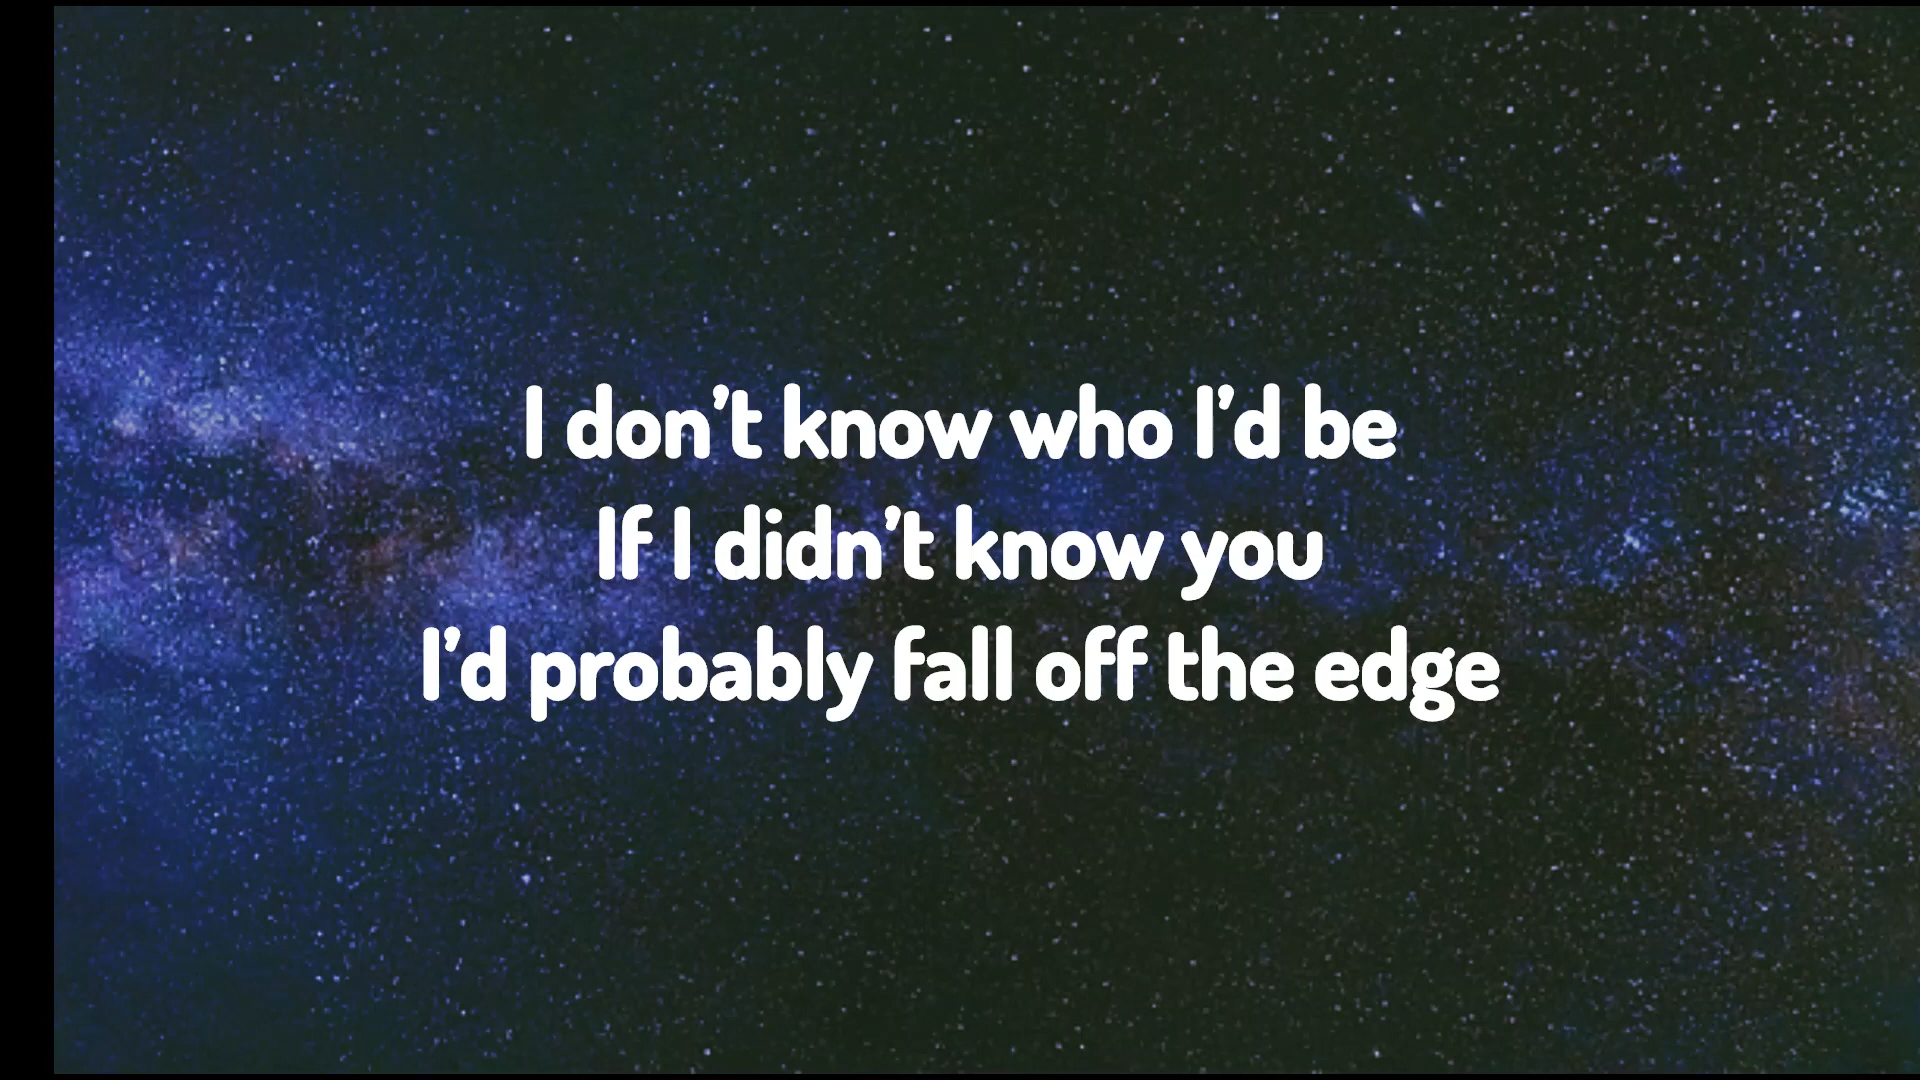 I don’t know who I’d be
If I didn’t know you
I’d probably fall off the edge